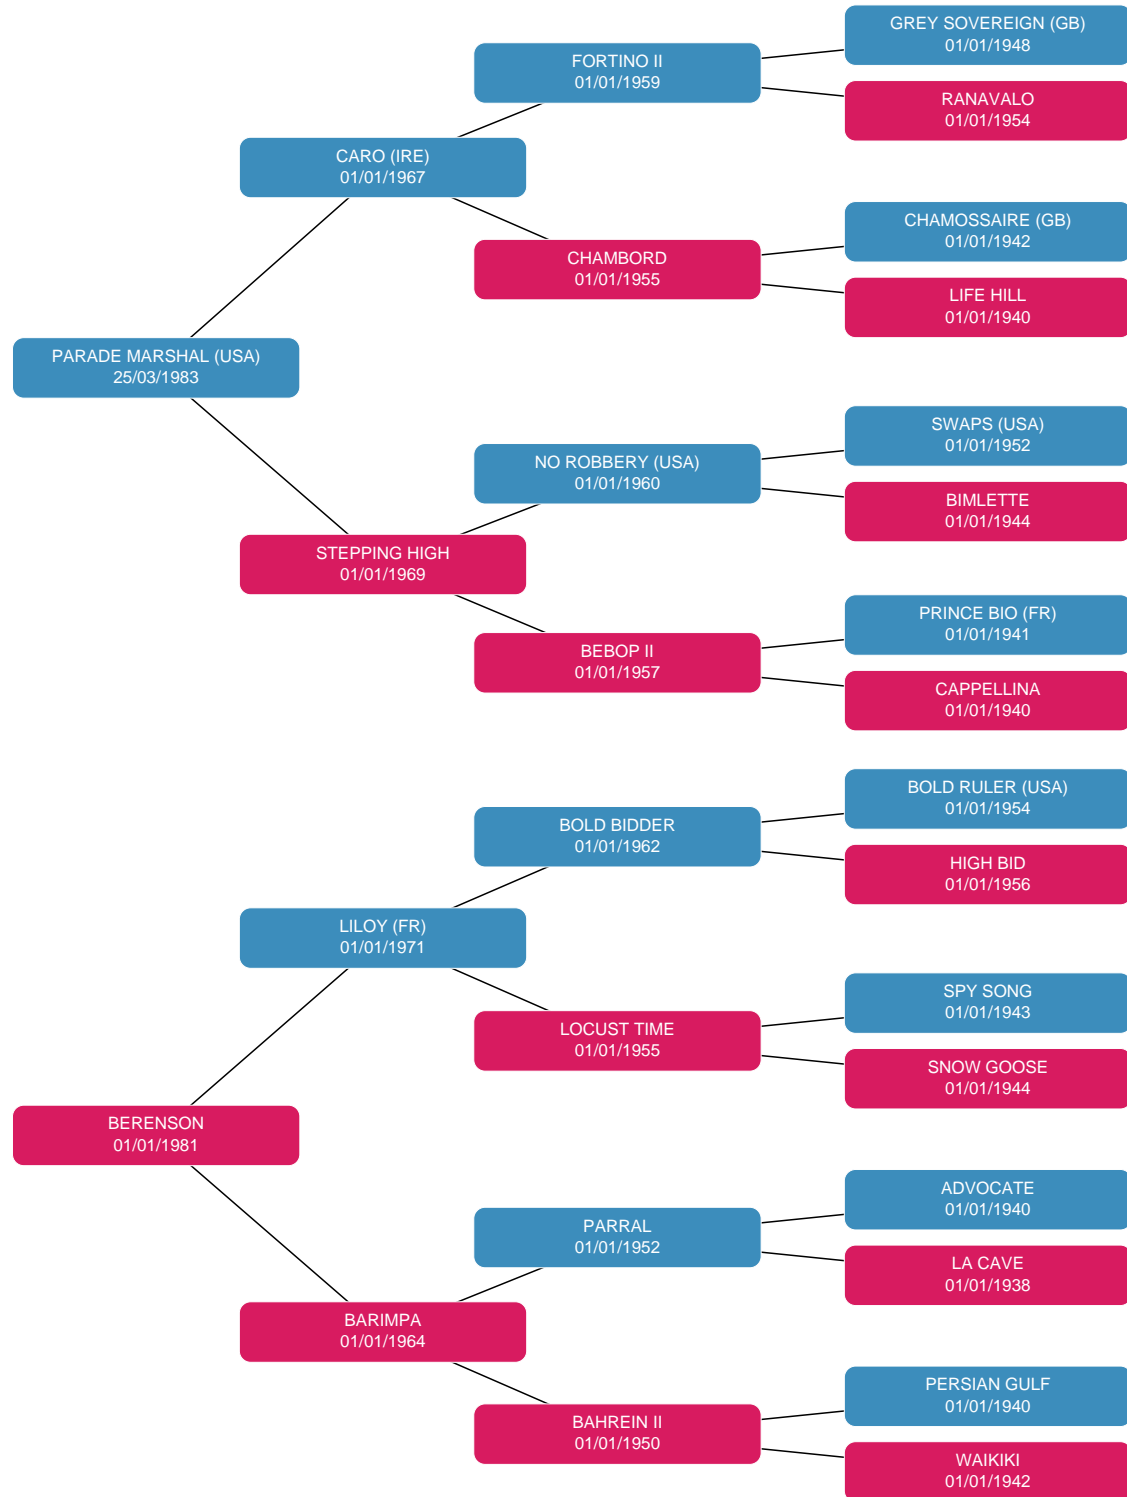 GREY SOVEREIGN (GB)
01/01/1948
FORTINO II
01/01/1959
RANAVALO
01/01/1954
CARO (IRE)
01/01/1967
CHAMOSSAIRE (GB)
01/01/1942
CHAMBORD
01/01/1955
LIFE HILL
01/01/1940
PARADE MARSHAL (USA)
25/03/1983
SWAPS (USA)
01/01/1952
NO ROBBERY (USA)
01/01/1960
BIMLETTE
01/01/1944
STEPPING HIGH
01/01/1969
PRINCE BIO (FR)
01/01/1941
BEBOP II
01/01/1957
CAPPELLINA
01/01/1940
BOLD RULER (USA)
01/01/1954
BOLD BIDDER
01/01/1962
HIGH BID
01/01/1956
LILOY (FR)
01/01/1971
SPY SONG
01/01/1943
LOCUST TIME
01/01/1955
SNOW GOOSE
01/01/1944
BERENSON
01/01/1981
ADVOCATE
01/01/1940
PARRAL
01/01/1952
LA CAVE
01/01/1938
BARIMPA
01/01/1964
PERSIAN GULF
01/01/1940
BAHREIN II
01/01/1950
WAIKIKI
01/01/1942